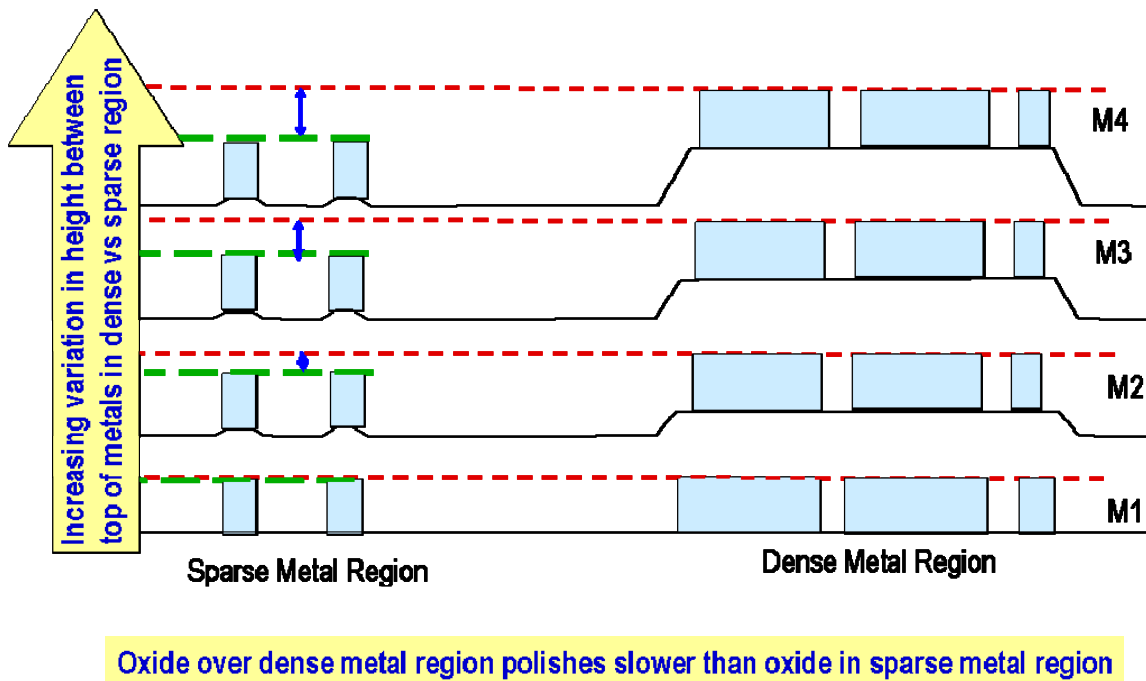 Increasing variation in height between
top of metals in dense vs sparse region
M4
M3
M2
M1
Sparse Metal Region
Dense Metal Region
Oxide over dense metal region polishes slower than oxide in sparse metal region